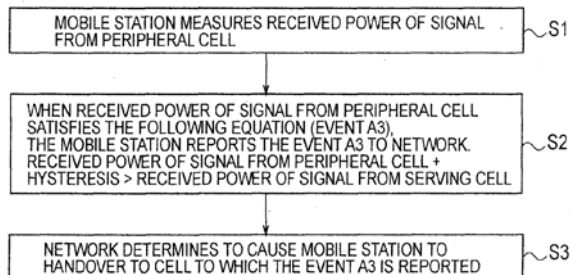 MOBILE STATION MEASURES RECEIVED POWER OF SIGNAL
FROM PERIPHERAL CELL
S1
WHEN RECEIVED POWER OF SIGNAL FROM PERIPHERAL CELL
SATISFIES THE FOLLOWING EQUATION (EVENT A3),
THE MOBILE STATION REPORTS THE EVENT A3 TO NETWORK.
RECEIVED POWER OF SIGNAL FROM PERIPHERAL CELL +
HYSTERESIS > RECEIVED POWER OF SIGNAL FROM SERVING CELL
S2
NETWORK DETERMINES TO CAUSE MOBILE STATION TO
HANDOVER TO CELL TO WHICH THE EVENT A3 IS REPORTED
S3